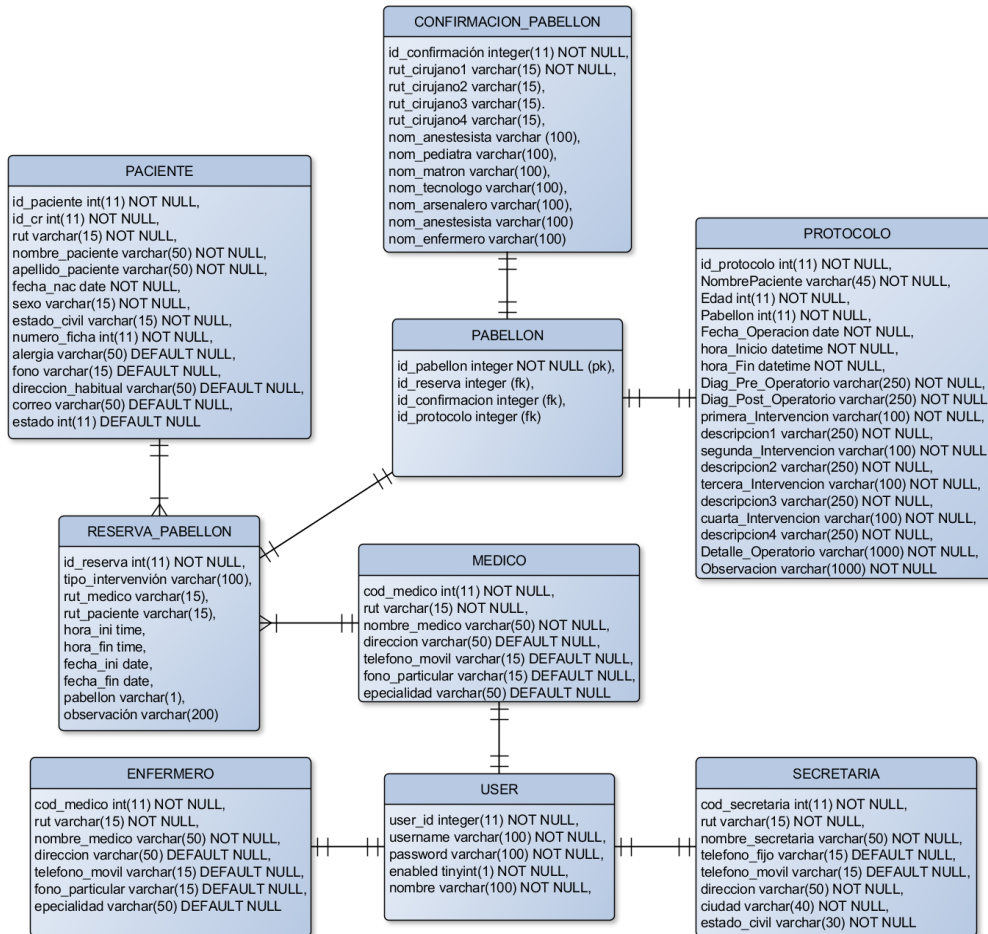 CONFIRMACION_PABELLON
id_confirmación integer(11) NOT NULL,
rut_cirujano1 varchar(15) NOT NULL,
rut_cirujano2 varchar(15),
rut_cirujano3 varchar(15).
rut_cirujano4 varchar(15),
nom_anestesista varchar (100),
nom_pediatra varchar(100),
nom_matron varchar(100),
nom_tecnologo varchar(100),
nom_arsenalero varchar(100),
nom_anestesista varchar(100)
nom_enfermero varchar(100)
PACIENTE
id_paciente int(11) NOT NULL,
id_cr int(11) NOT NULL,
rut varchar(15) NOT NULL,
nombre_paciente varchar(50) NOT NULL,
apellido_paciente varchar(50) NOT NULL,
fecha_nac date NOT NULL,
sexo varchar(15) NOT NULL,
estado_civil varchar(15) NOT NULL,
numero_ficha int(11) NOT NULL,
alergia varchar(50) DEFAULT NULL,
fono varchar(15) DEFAULT NULL,
direccion_habitual varchar(50) DEFAULT NULL,
correo varchar(50) DEFAULT NULL,
estado int(11) DEFAULT NULL
PROTOCOLO
id_protocolo int(11) NOT NULL,
NombrePaciente varchar(45) NOT NULL,
Edad int(11) NOT NULL,
Pabellon int(11) NOT NULL,
Fecha_Operacion date NOT NULL,
hora_Inicio datetime NOT NULL,
hora_Fin datetime NOT NULL,
Diag_Pre_Operatorio varchar(250) NOT NULL,
Diag_Post_Operatorio varchar(250) NOT NULL
primera_Intervencion varchar(100) NOT NULL,
descripcion1 varchar(250) NOT NULL,
segunda_Intervencion varchar(100) NOT NULL
descripcion2 varchar(250) NOT NULL,
tercera_Intervencion varchar(100) NOT NULL,
descripcion3 varchar(250) NOT NULL,
cuarta_Intervencion varchar(100) NOT NULL,
descripcion4 varchar(250) NOT NULL,
Detalle_Operatorio varchar(1000) NOT NULL,
Observacion varchar(1000) NOT NULL
PABELLON
id_pabellon integer NOT NULL (pk),
id_reserva integer (fk),
id_confirmacion integer (fk),
id_protocolo integer (fk)
RESERVA_PABELLON
id_reserva int(11) NOT NULL,
tipo_intervenvión varchar(100),
rut_medico varchar(15),
rut_paciente varchar(15),
hora_ini time,
hora_fin time,
fecha_ini date,
fecha_fin date,
pabellon varchar(1),
observación varchar(200)
MEDICO
cod_medico int(11) NOT NULL,
rut varchar(15) NOT NULL,
nombre_medico varchar(50) NOT NULL,
direccion varchar(50) DEFAULT NULL,
telefono_movil varchar(15) DEFAULT NULL,
fono_particular varchar(15) DEFAULT NULL,
epecialidad varchar(50) DEFAULT NULL
ENFERMERO
cod_medico int(11) NOT NULL,
rut varchar(15) NOT NULL,
nombre_medico varchar(50) NOT NULL,
direccion varchar(50) DEFAULT NULL,
telefono_movil varchar(15) DEFAULT NULL,
fono_particular varchar(15) DEFAULT NULL,
epecialidad varchar(50) DEFAULT NULL
USER
user_id integer(11) NOT NULL,
username varchar(100) NOT NULL,
password varchar(100) NOT NULL,
enabled tinyint(1) NOT NULL,
nombre varchar(100) NOT NULL,
SECRETARIA
cod_secretaria int(11) NOT NULL,
rut varchar(15) NOT NULL,
nombre_secretaria varchar(50) NOT NULL,
telefono_fijo varchar(15) DEFAULT NULL,
telefono_movil varchar(15) DEFAULT NULL,
direccion varchar(50) NOT NULL,
ciudad varchar(40) NOT NULL,
estado_civil varchar(30) NOT NULL